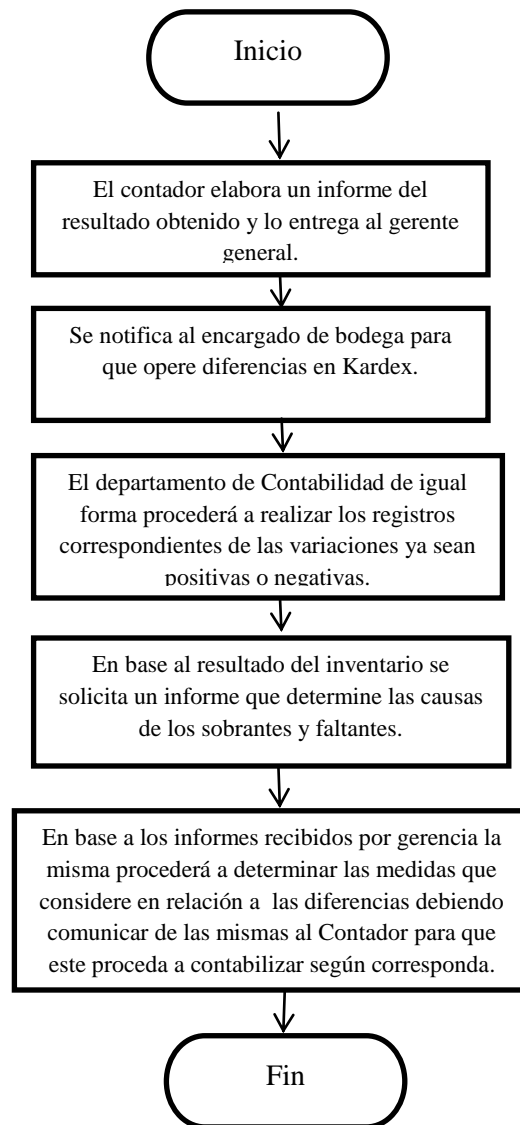 Inicio
El contador elabora un informe del
resultado obtenido y lo entrega al gerente
general.
Se notifica al encargado de bodega para
que opere diferencias en Kardex.
El departamento de Contabilidad de igual
forma procederá a realizar los registros
correspondientes de las variaciones ya sean
positivas o negativas.
En base al resultado del inventario se
solicita un informe que determine las causas
de los sobrantes y faltantes.
En base a los informes recibidos por gerencia la
misma procederá a determinar las medidas que
considere en relación a  las diferencias debiendo
comunicar de las mismas al Contador para que
este proceda a contabilizar según corresponda.
Fin